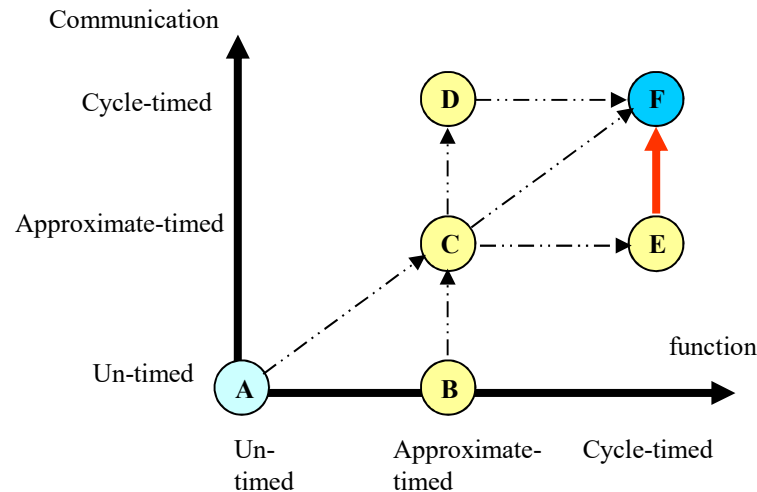 Communication
Cycle-timed
D
F
Approximate-timed
C
E
function
Un-timed
A
B
Un-
timed
Approximate-
timed
Cycle-timed